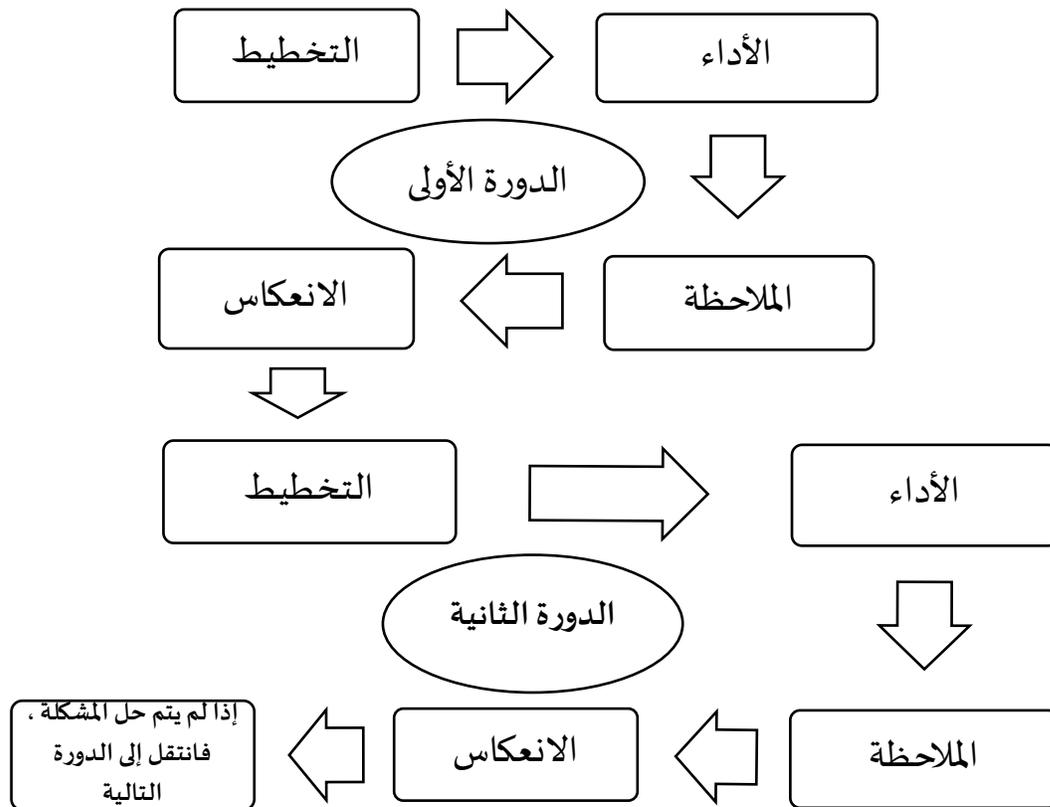 التخطيط
الأداء
الدورة الأولى
الملاحظة
الانعكاس
التخطيط
الأداء
الدورة الثانية
الملاحظة
الانعكاس
إذا لم يتم حل المشكلة ،
فانتقل إلى الدورة
التالية